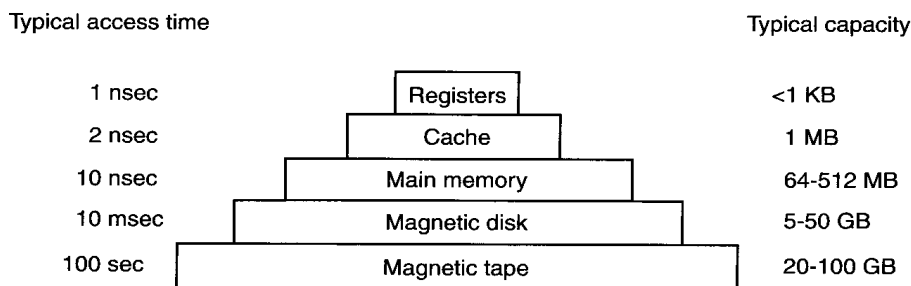 Typical access time Typical capacity
1 nsec Registers <1 KB
2 nsec Cache 1 MB
10 nsec Main memory 64-512 MB
10 msec Magnetic disk 5-50 GB
100 sec Magnetic tape 20-100 GB